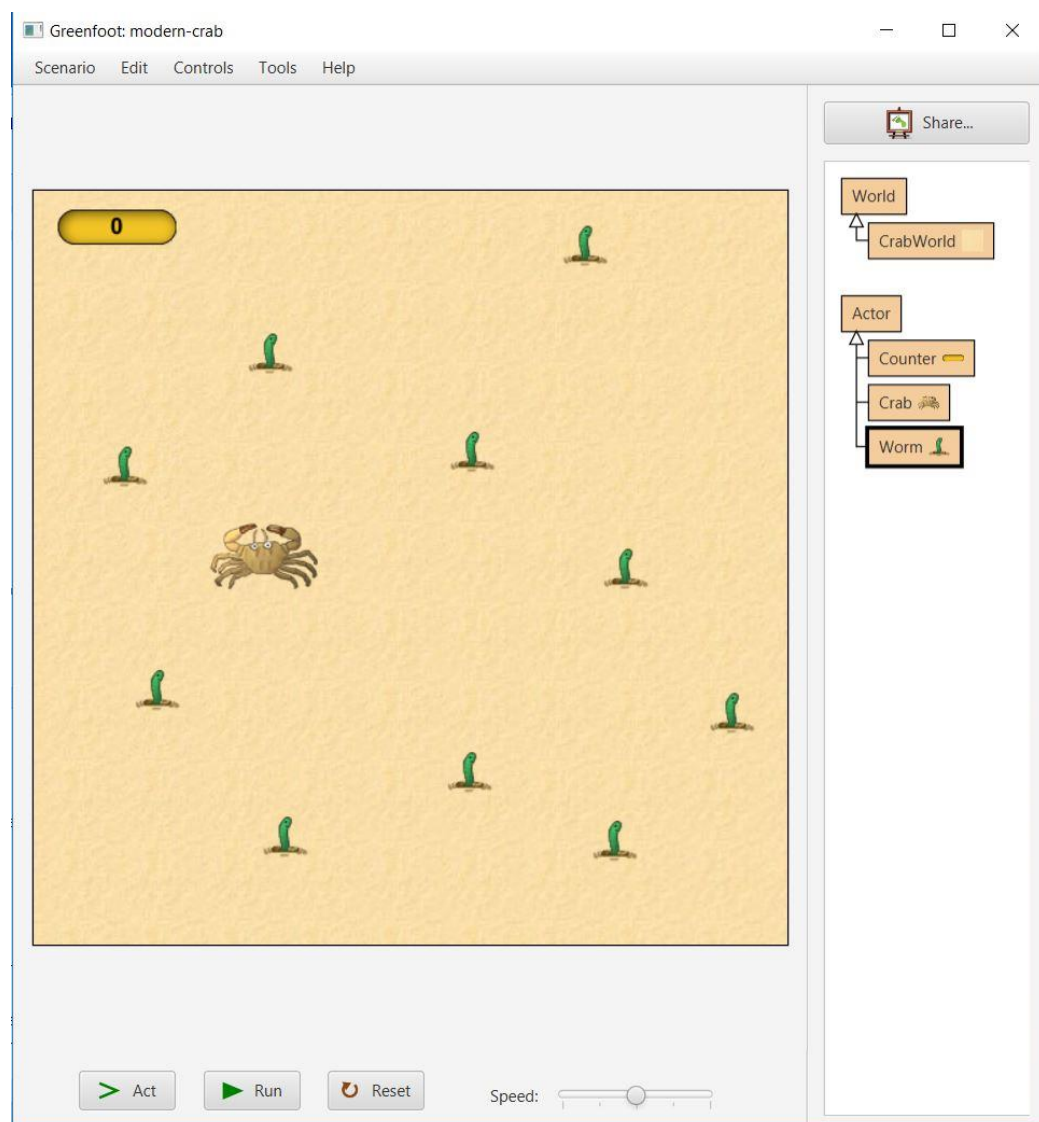 Greenfoot: modern-crab
Scenario Edit Controls Tools Help
Share...
0
World
CrabWorld
Actor
Counter
Crab
Worm
Act Run Reset Speed: